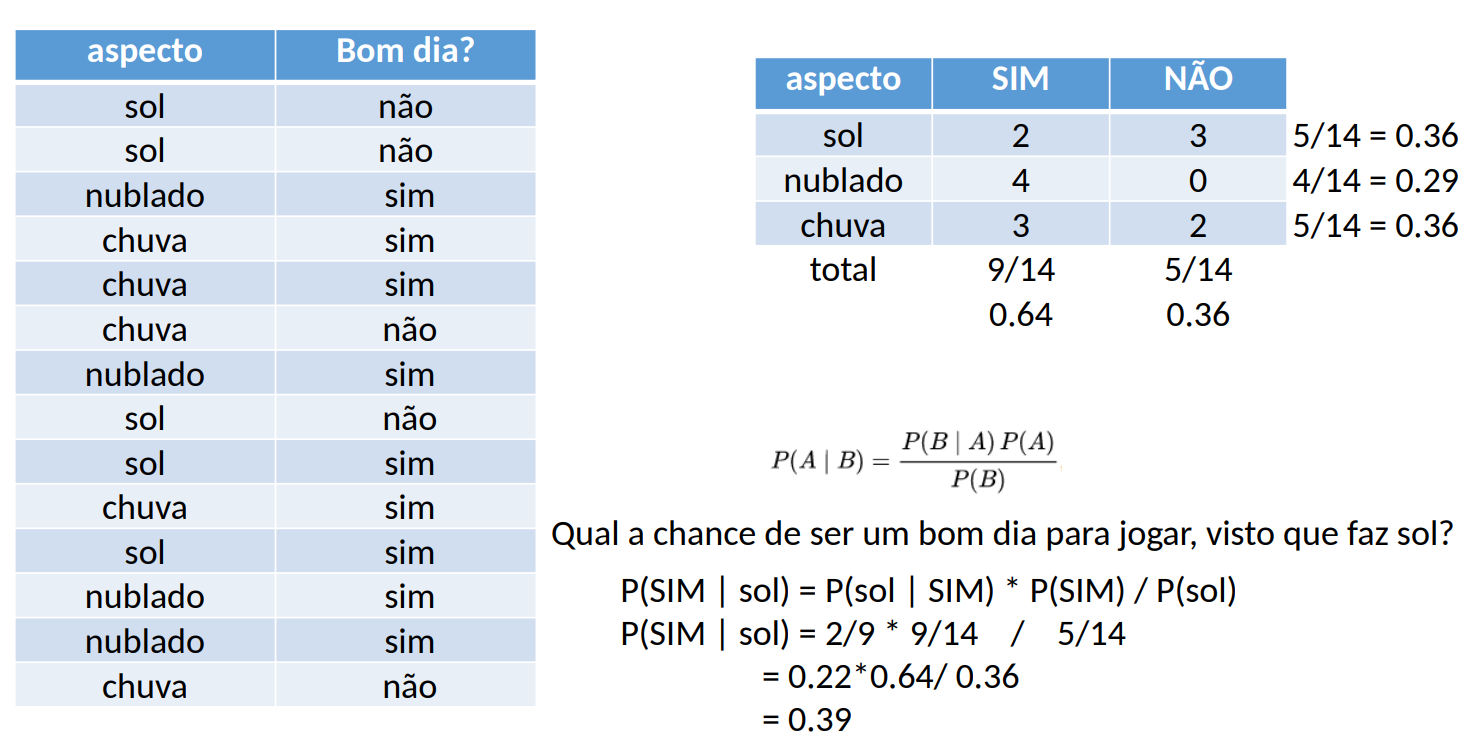 aspecto Bom dia?
sol não
sol não
nublado sim
chuva sim
chuva sim
chuva não
nublado sim
sol não
sol sim
chuva sim
sol sim
nublado sim
nublado sim
chuva não
aspecto SIM NÃO
sol 2 3 5/14 = 0.36
nublado 4 0 4/14 = 0.29
chuva 3 2 5/14 = 0.36
total 9/14 5/14
0.64 0.36
P(A | B) = P(B | A) P(A) / P(B)
Qual a chance de ser um bom dia para jogar, visto que faz sol?
P(SIM | sol) = P(sol | SIM) * P(SIM) / P(sol)
P(SIM | sol) = 2/9 * 9/14 / 5/14
= 0.22*0.64/ 0.36
= 0.39